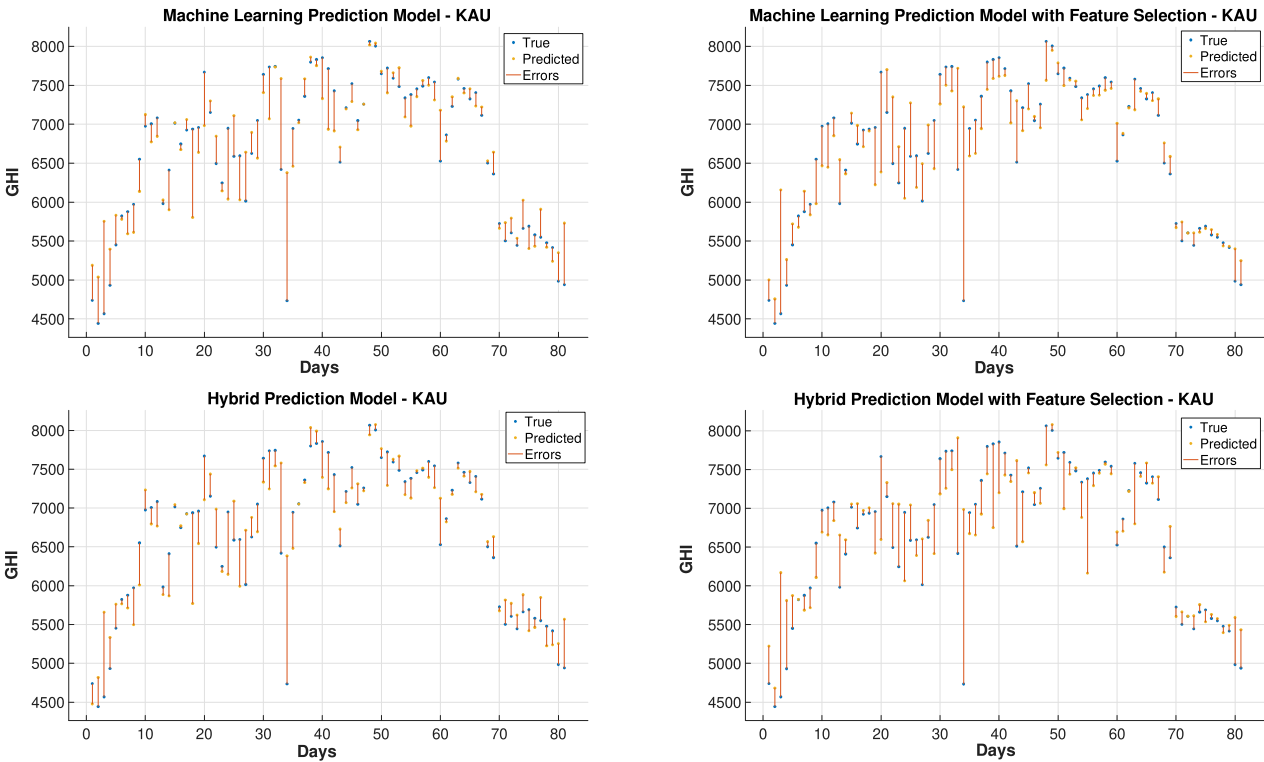 Machine Learning Prediction Model - KAU
8000
7500
7000
6500
6000
5500
5000
4500
GHI
0 10 20 30 40 50 60 70 80
Days
True
Predicted
Errors
Machine Learning Prediction Model with Feature Selection - KAU
8000
7500
7000
6500
6000
5500
5000
4500
GHI
0 10 20 30 40 50 60 70 80
Days
True
Predicted
Errors
Hybrid Prediction Model - KAU
8000
7500
7000
6500
6000
5500
5000
4500
GHI
0 10 20 30 40 50 60 70 80
Days
True
Predicted
Errors
Hybrid Prediction Model with Feature Selection - KAU
8000
7500
7000
6500
6000
5500
5000
4500
GHI
0 10 20 30 40 50 60 70 80
Days
True
Predicted
Errors